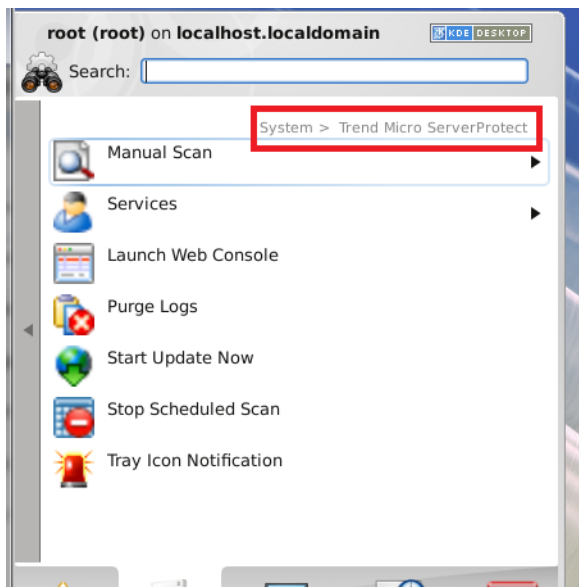 root (root) on localhost.localdomain
KDE DESKTOP
Search:
System > Trend Micro ServerProtect
Manual Scan
Services
Launch Web Console
Purge Logs
Start Update Now
Stop Scheduled Scan
Tray Icon Notification